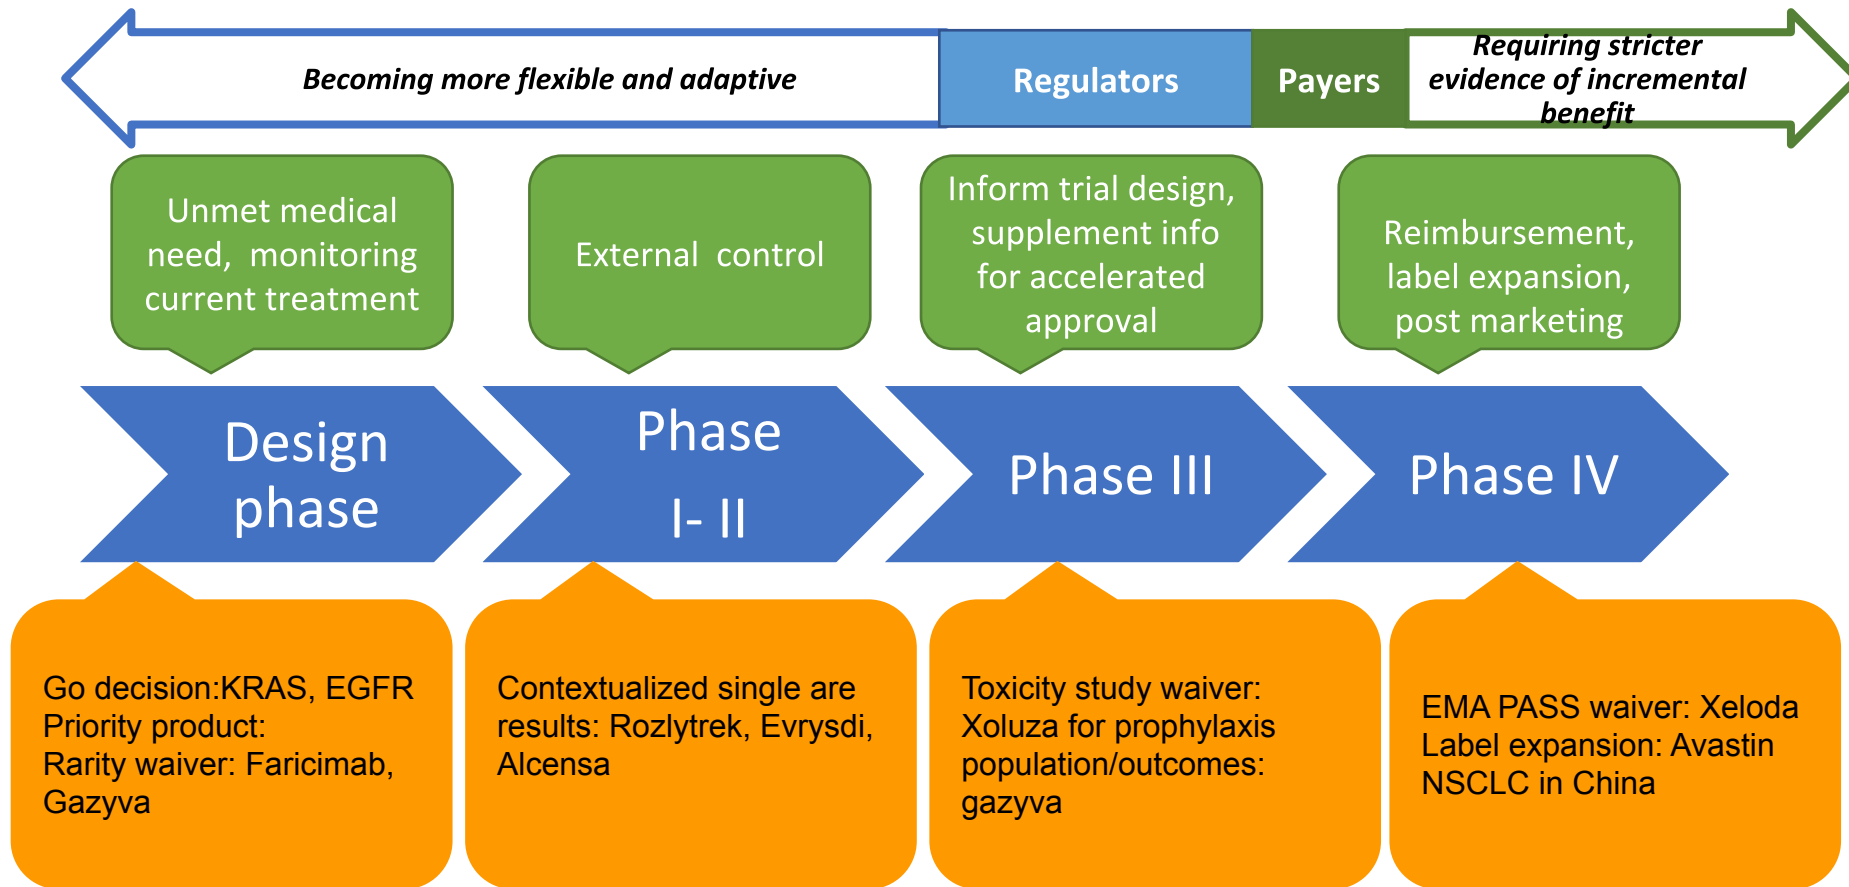 Becoming more flexible and adaptive
Regulators
Payers
Requiring stricter
evidence of incremental
benefit
Unmet medical
need,  monitoring
current treatment
External  control
Inform trial design,
supplement info
for accelerated
approval
Reimbursement,
label expansion,
post marketing
Design
phase
Phase
I- II
Phase III
Phase IV
Go decision:KRAS, EGFR
Priority product:
Rarity waiver: Faricimab,
Gazyva
Contextualized single are
results: Rozlytrek, Evrysdi,
Alcensa
Toxicity study waiver:
Xoluza for prophylaxis
population/outcomes:
gazyva
EMA PASS waiver: Xeloda
Label expansion: Avastin
NSCLC in China